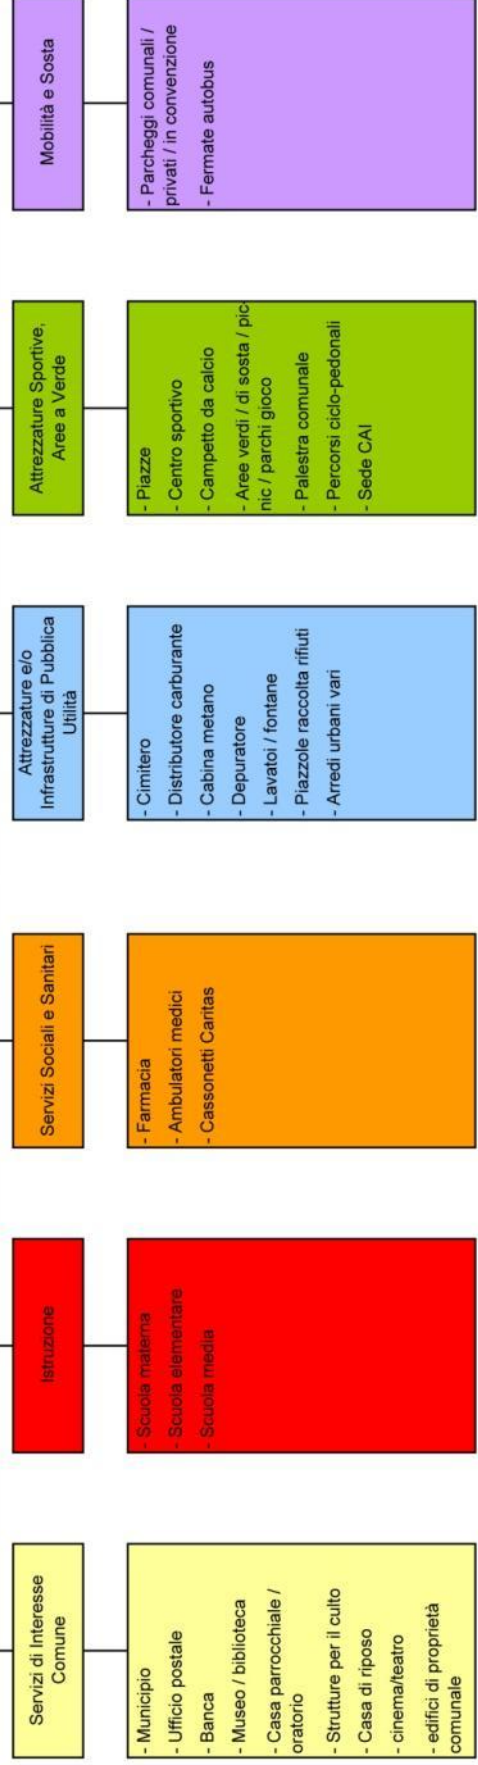 Servizi di Interesse
Comune
- Municipio
- Ufficio postale
- Banca
- Museo / biblioteca
- Casa parrocchiale /
oratorio
- Strutture per il culto
- Casa di riposo
- cinema/teatro
- edifici di proprietà
comunale
Istruzione
- Scuola materna
- Scuola elementare
- Scuola media
Servizi Sociali e Sanitari
- Farmacia
- Ambulatori medici
- Cassonetti Caritas
Attrezzature e/o
Infrastrutture di Pubblica
Utilità
- Cimitero
- Distributore carburante
- Cabina metano
- Depuratore
- Lavatoi / fontane
- Piazzole raccolta rifiuti
- Arredi urbani vari
Attrezzature Sportive,
Aree a Verde
- Piazze
- Centro sportivo
- Campetto da calcio
- Aree verdi / di sosta / pic-
nic / parchi gioco
- Palestra comunale
- Percorsi ciclo-pedonali
- Sede CAI
Mobilità e Sosta
- Parcheggi comunali /
privati / in convenzione
- Fermate autobus